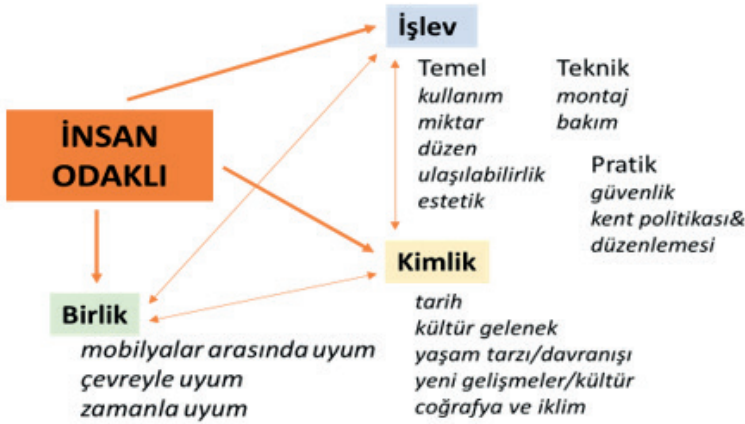 İşlev
Temel
kullanım
miktar
düzen
ulaşılabilirlik
estetik
Teknik
montaj
bakım
Pratik
güvenlik
kent politikası&
düzenlemesi
İNSAN
ODAKLI
Kimlik
tarih
kültür gelenek
yaşam tarzı/davranışı
yeni gelişmeler/kültür
coğrafya ve iklim
Birlik
mobilyalar arasında uyum
çevreyle uyum
zamanla uyum